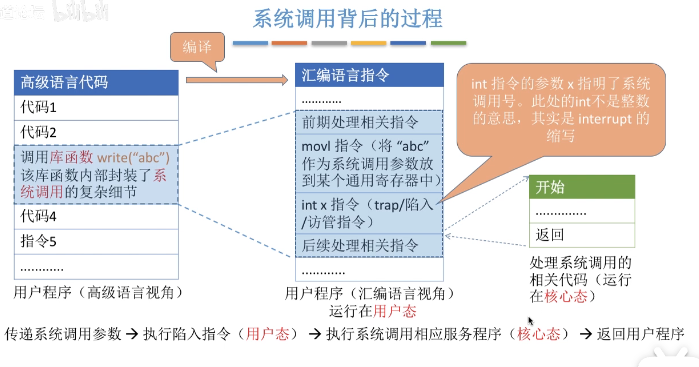 bilibili
系统调用背后的过程
编译
高级语言代码
代码1
代码2
调用库函数 write(“abc”)
该库函数内部封装了系
统调用的复杂细节
代码4
指令5
............
用户程序（高级语言视角）
汇编语言指令
............
前期处理相关指令
movl 指令（将 “abc”
作为系统调用参数放
到某个通用寄存器中）
int x 指令（trap/陷入
/访管指令）
后续处理相关指令
............
用户程序（汇编语言视角）
运行在用户态
int 指令的参数 x 指明了系统
调用号。此处的int不是整数
的意思，其实是 interrupt 的
缩写
开始
..............
返回
处理系统调用的
相关代码（运行
在核心态）
传递系统调用参数 → 执行陷入指令（用户态） → 执行系统调用相应服务程序（核心态） → 返回用户程序